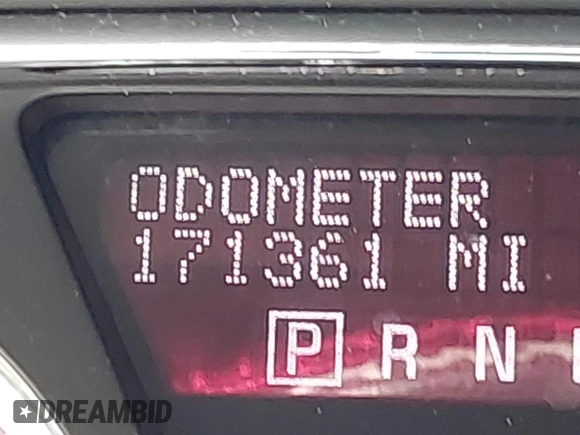 ODOMETER
171361 MI
P R N
DREAMBID